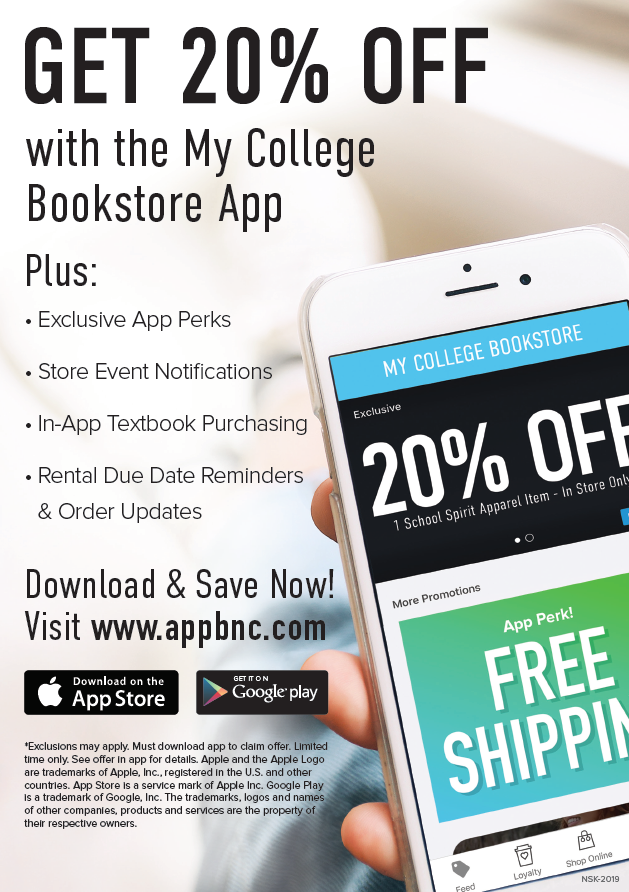 GET 20% OFF
with the My College
Bookstore App
Plus:
• Exclusive App Perks
• Store Event Notifications
• In-App Textbook Purchasing
• Rental Due Date Reminders
& Order Updates
Download & Save Now!
Visit www.appbnc.com
Download on the
App Store
GET IT ON
Google play
*Exclusions may apply. Must download app to claim offer. Limited
time only. See offer in app for details. Apple and the Apple Logo
are trademarks of Apple, Inc., registered in the U.S. and other
countries. App Store is a service mark of Apple Inc. Google Play
is a trademark of Google, Inc. The trademarks, logos and names
of other companies, products and services are the property of
their respective owners.
MY COLLEGE BOOKSTORE
Exclusive
20% OFF
1 School Spirit Apparel Item - In Store Only
More Promotions
App Perk!
FREE
SHIPPIN
Feed
Loyalty
Shop Online
NSK-2019